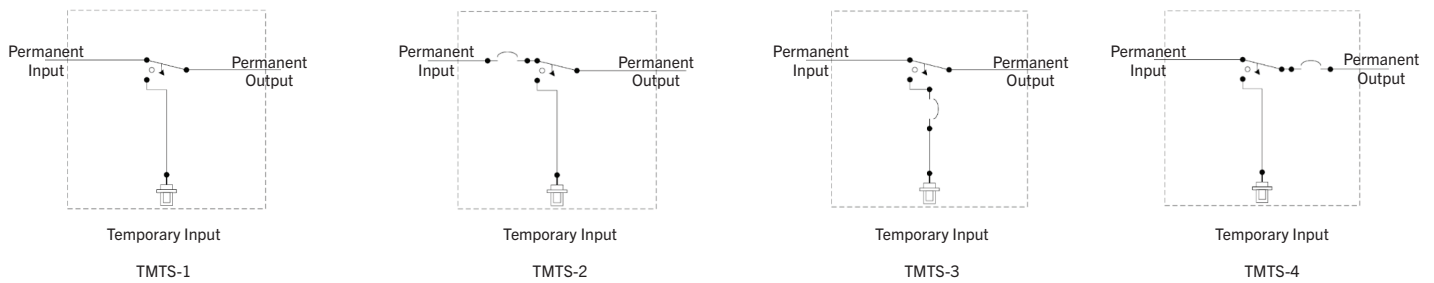 Permanent
Input
Permanent
Output
Temporary Input
TMTS-1
Permanent
Input
Permanent
Output
Temporary Input
TMTS-2
Permanent
Input
Permanent
Output
Temporary Input
TMTS-3
Permanent
Input
Permanent
Output
Temporary Input
TMTS-4